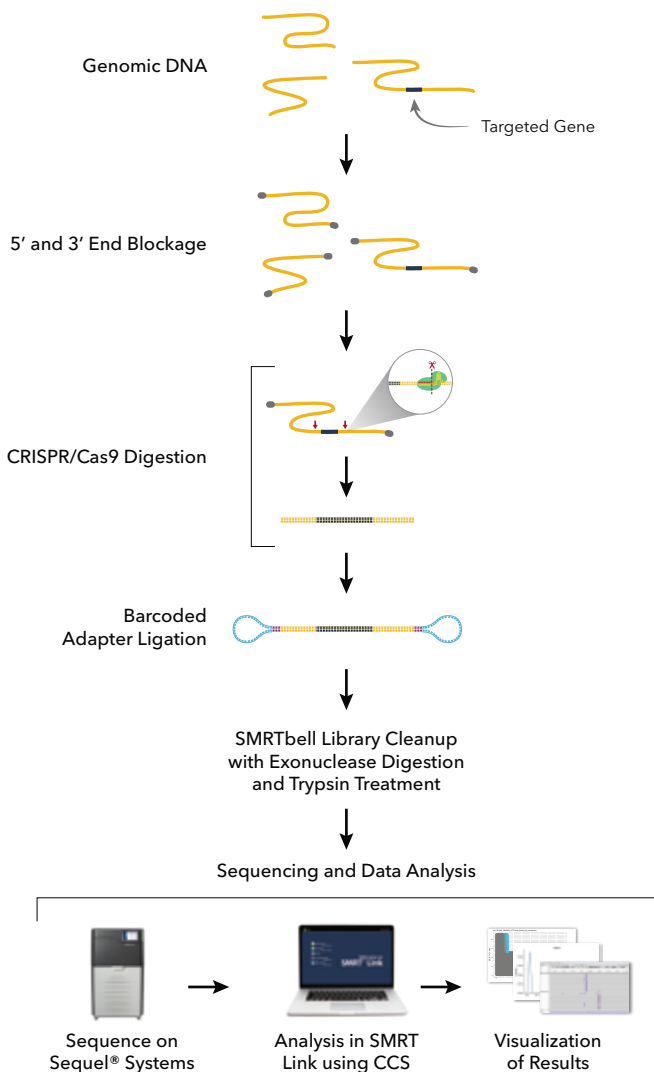 Genomic DNA
Targeted Gene
5’ and 3’ End Blockage
CRISPR/Cas9 Digestion
Barcoded
Adapter Ligation
SMRTbell Library Cleanup
with Exonuclease Digestion
and Trypsin Treatment
Sequencing and Data Analysis
SMRT Link
Sequence on
Sequel® Systems
Analysis in SMRT
Link using CCS
Visualization
of Results